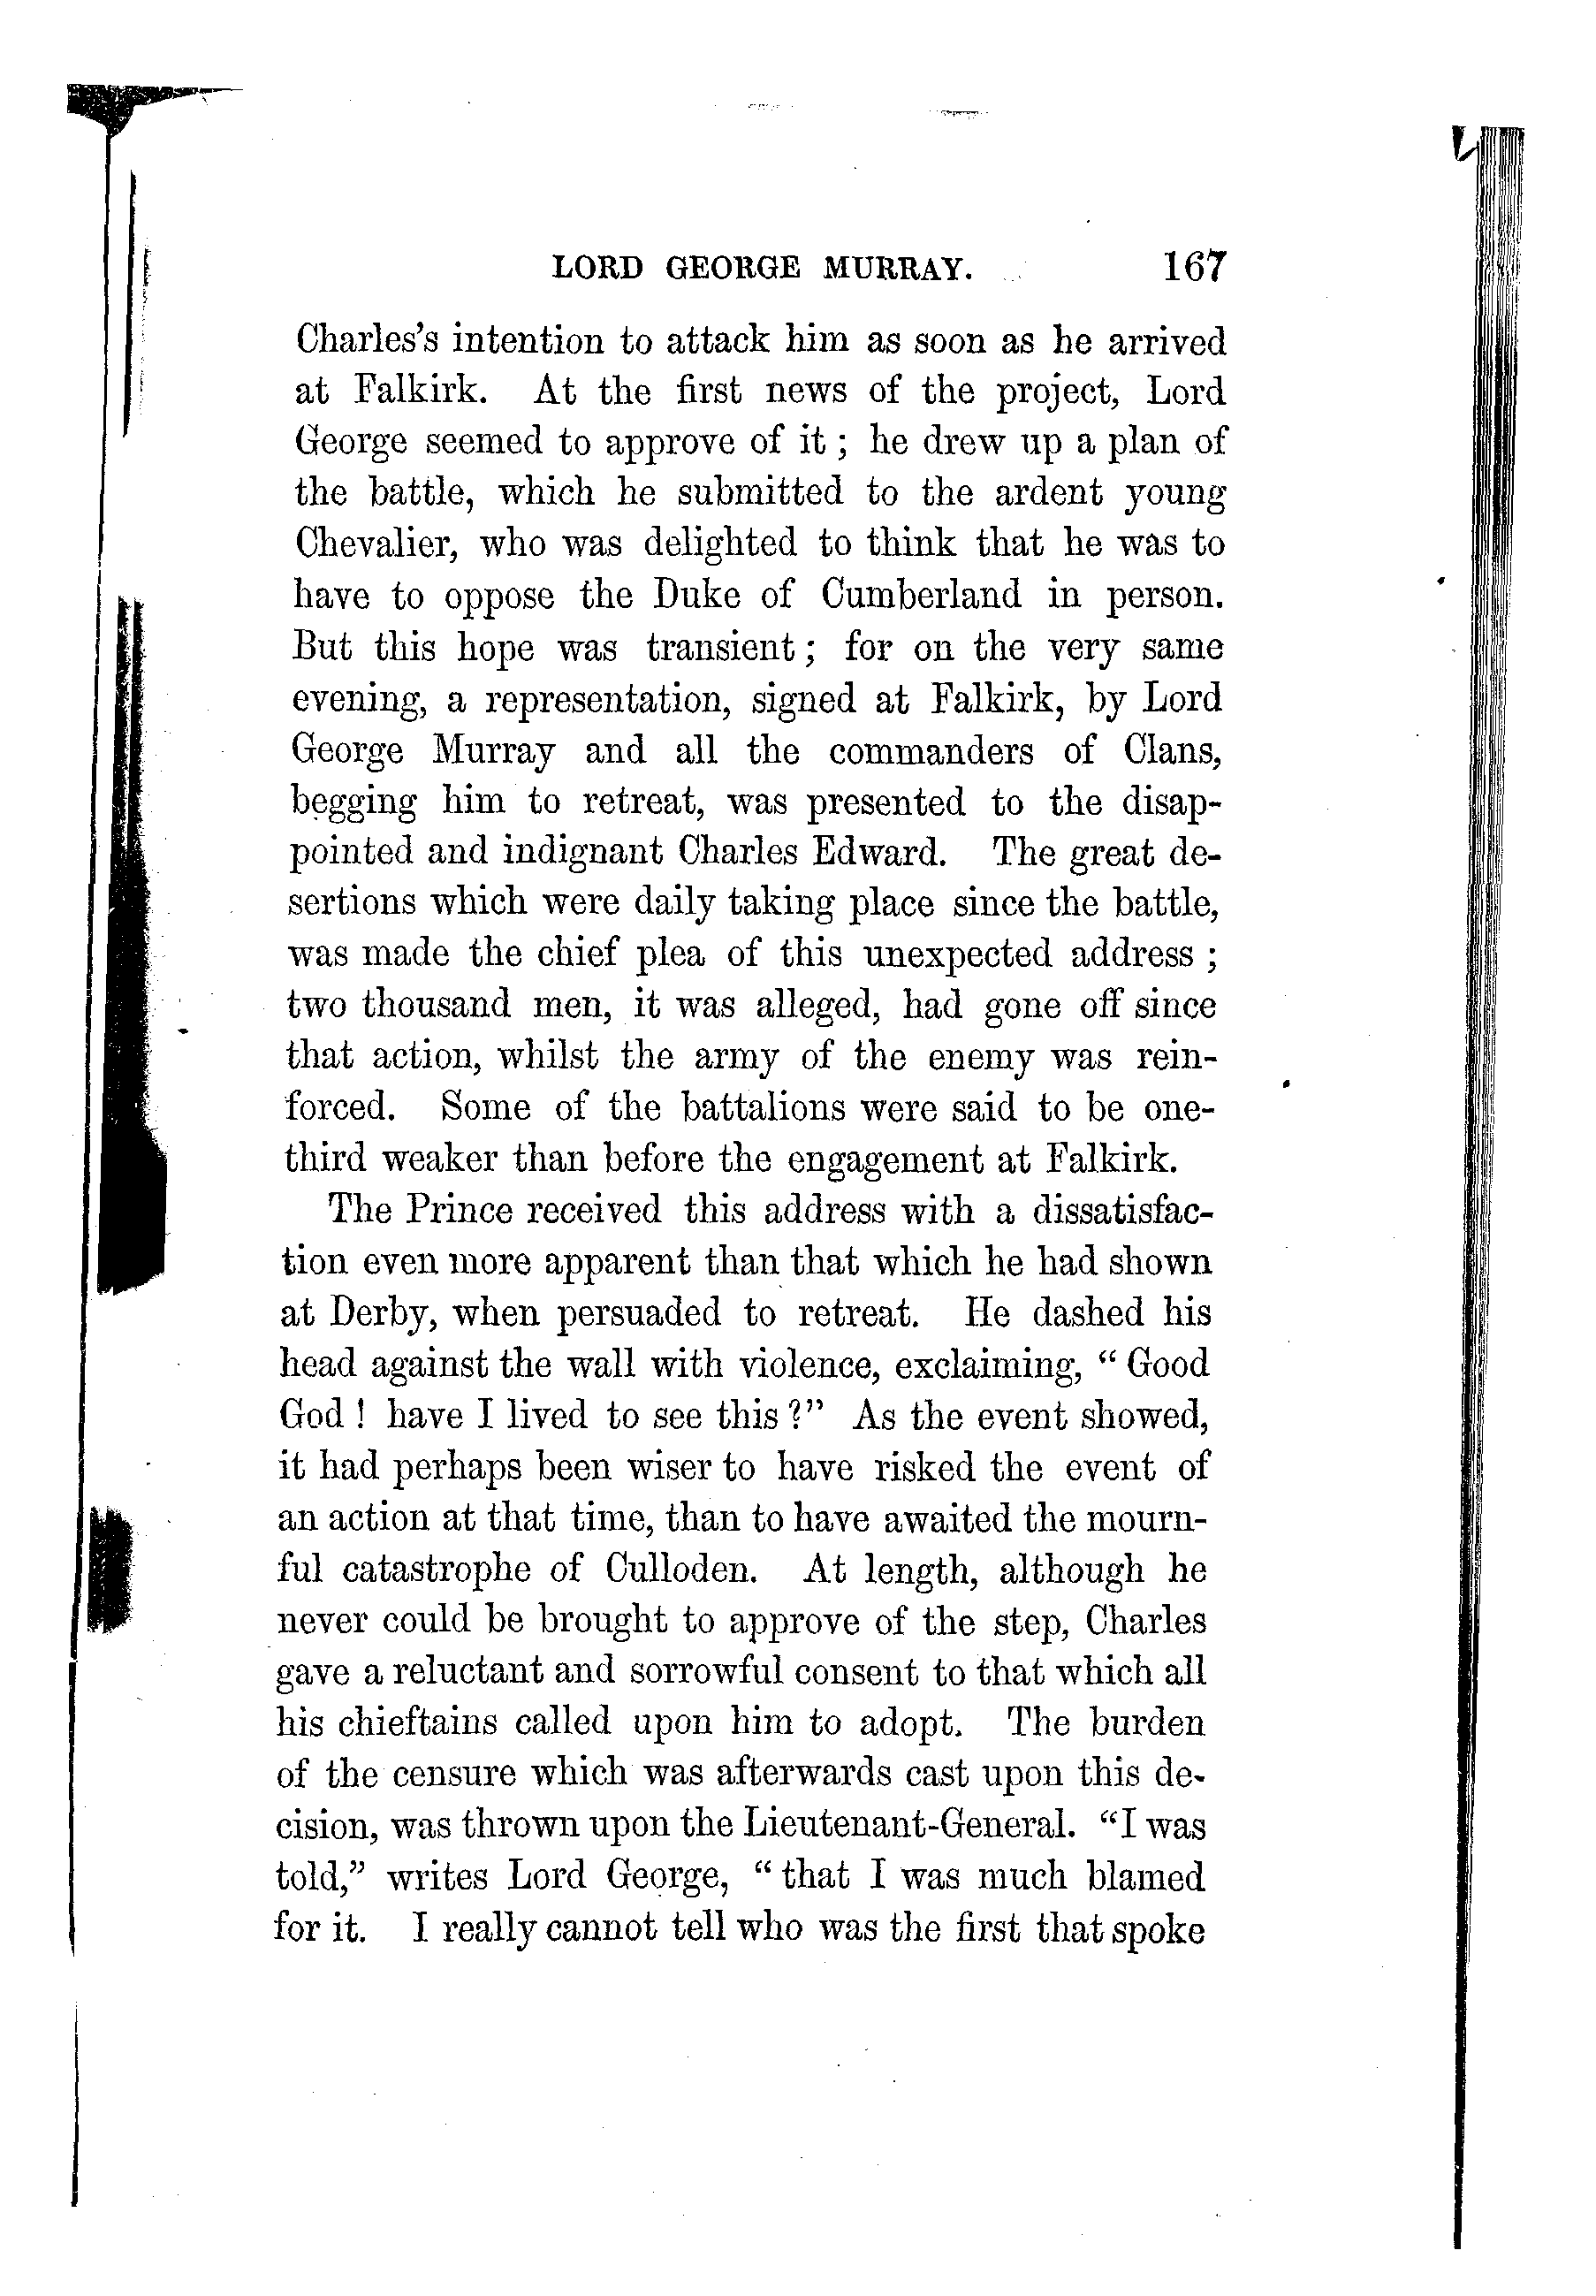 LORD GEORGE MURRAY. 167
Charles's intention to attack him as soon as he arrived
at Falkirk. At the first news of the project, Lord
George seemed to approve of it ; he drew up a plan of
the battle, which he submitted to the ardent young
Chevalier, who was delighted to think that he was to
have to oppose the Duke of Cumberland in person.
But this hope was transient ; for on the very same
evening, a representation, signed at Falkirk, by Lord
George Murray and all the commanders of Clans,
begging him to retreat, was presented to the disap-
pointed and indignant Charles Edward. The great de-
sertions which were daily taking place since the battle,
was made the chief plea of this unexpected address ;
two thousand men, it was alleged, had gone off since
that action, whilst the army of the enemy was rein-
forced. Some of the battalions were said to be one-
third weaker than before the engagement at Falkirk.
The Prince received this address with a dissatisfac-
tion even more apparent than that which he had shown
at Derby, when persuaded to retreat. He dashed his
head against the wall with violence, exclaiming, “ Good
God ! have I lived to see this ?” As the event showed,
it had perhaps been wiser to have risked the event of
an action at that time, than to have awaited the mourn-
ful catastrophe of Culloden. At length, although he
never could be brought to approve of the step, Charles
gave a reluctant and sorrowful consent to that which all
his chieftains called upon him to adopt. The burden
of the censure which was afterwards cast upon this de-
cision, was thrown upon the Lieutenant-General. “I was
told,” writes Lord George, “ that I was much blamed
for it. I really cannot tell who was the first that spoke